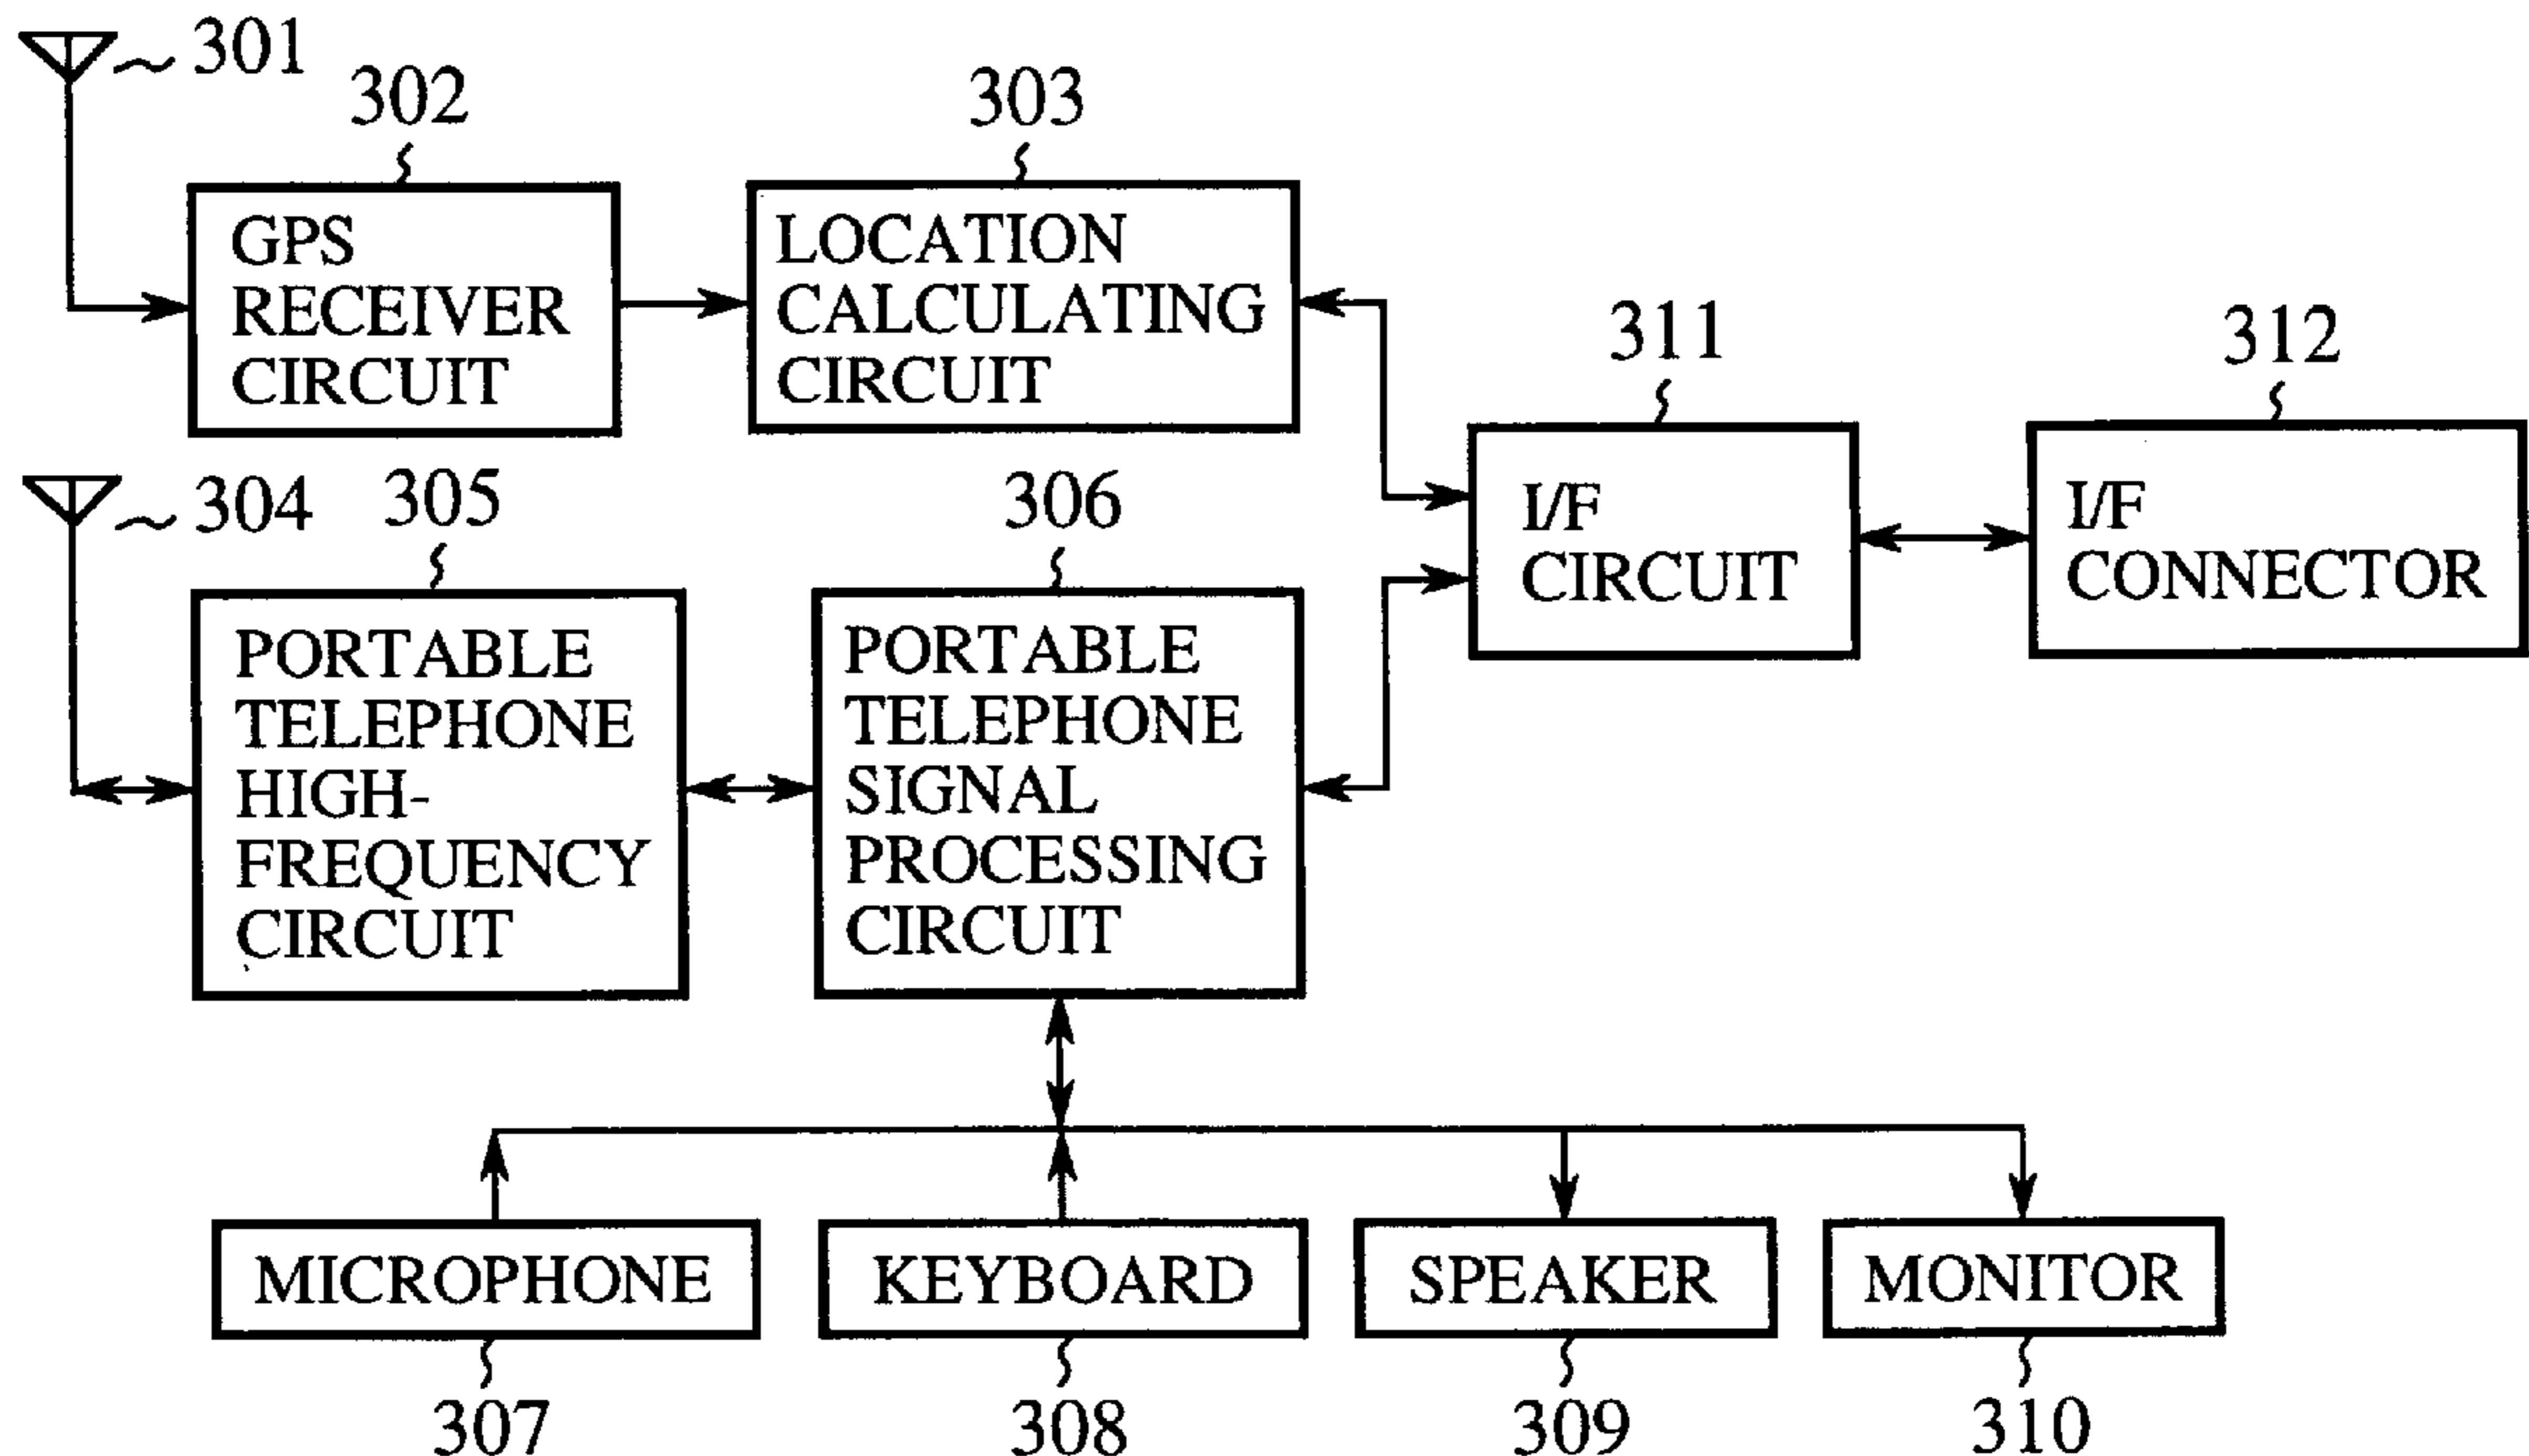 301
302
303
GPS
RECEIVER
CIRCUIT
LOCATION
CALCULATING
CIRCUIT
311
312
304
305
306
I/F
CIRCUIT
I/F
CONNECTOR
PORTABLE
TELEPHONE
HIGH-
FREQUENCY
CIRCUIT
PORTABLE
TELEPHONE
SIGNAL
PROCESSING
CIRCUIT
MICROPHONE
KEYBOARD
SPEAKER
MONITOR
307
308
309
310